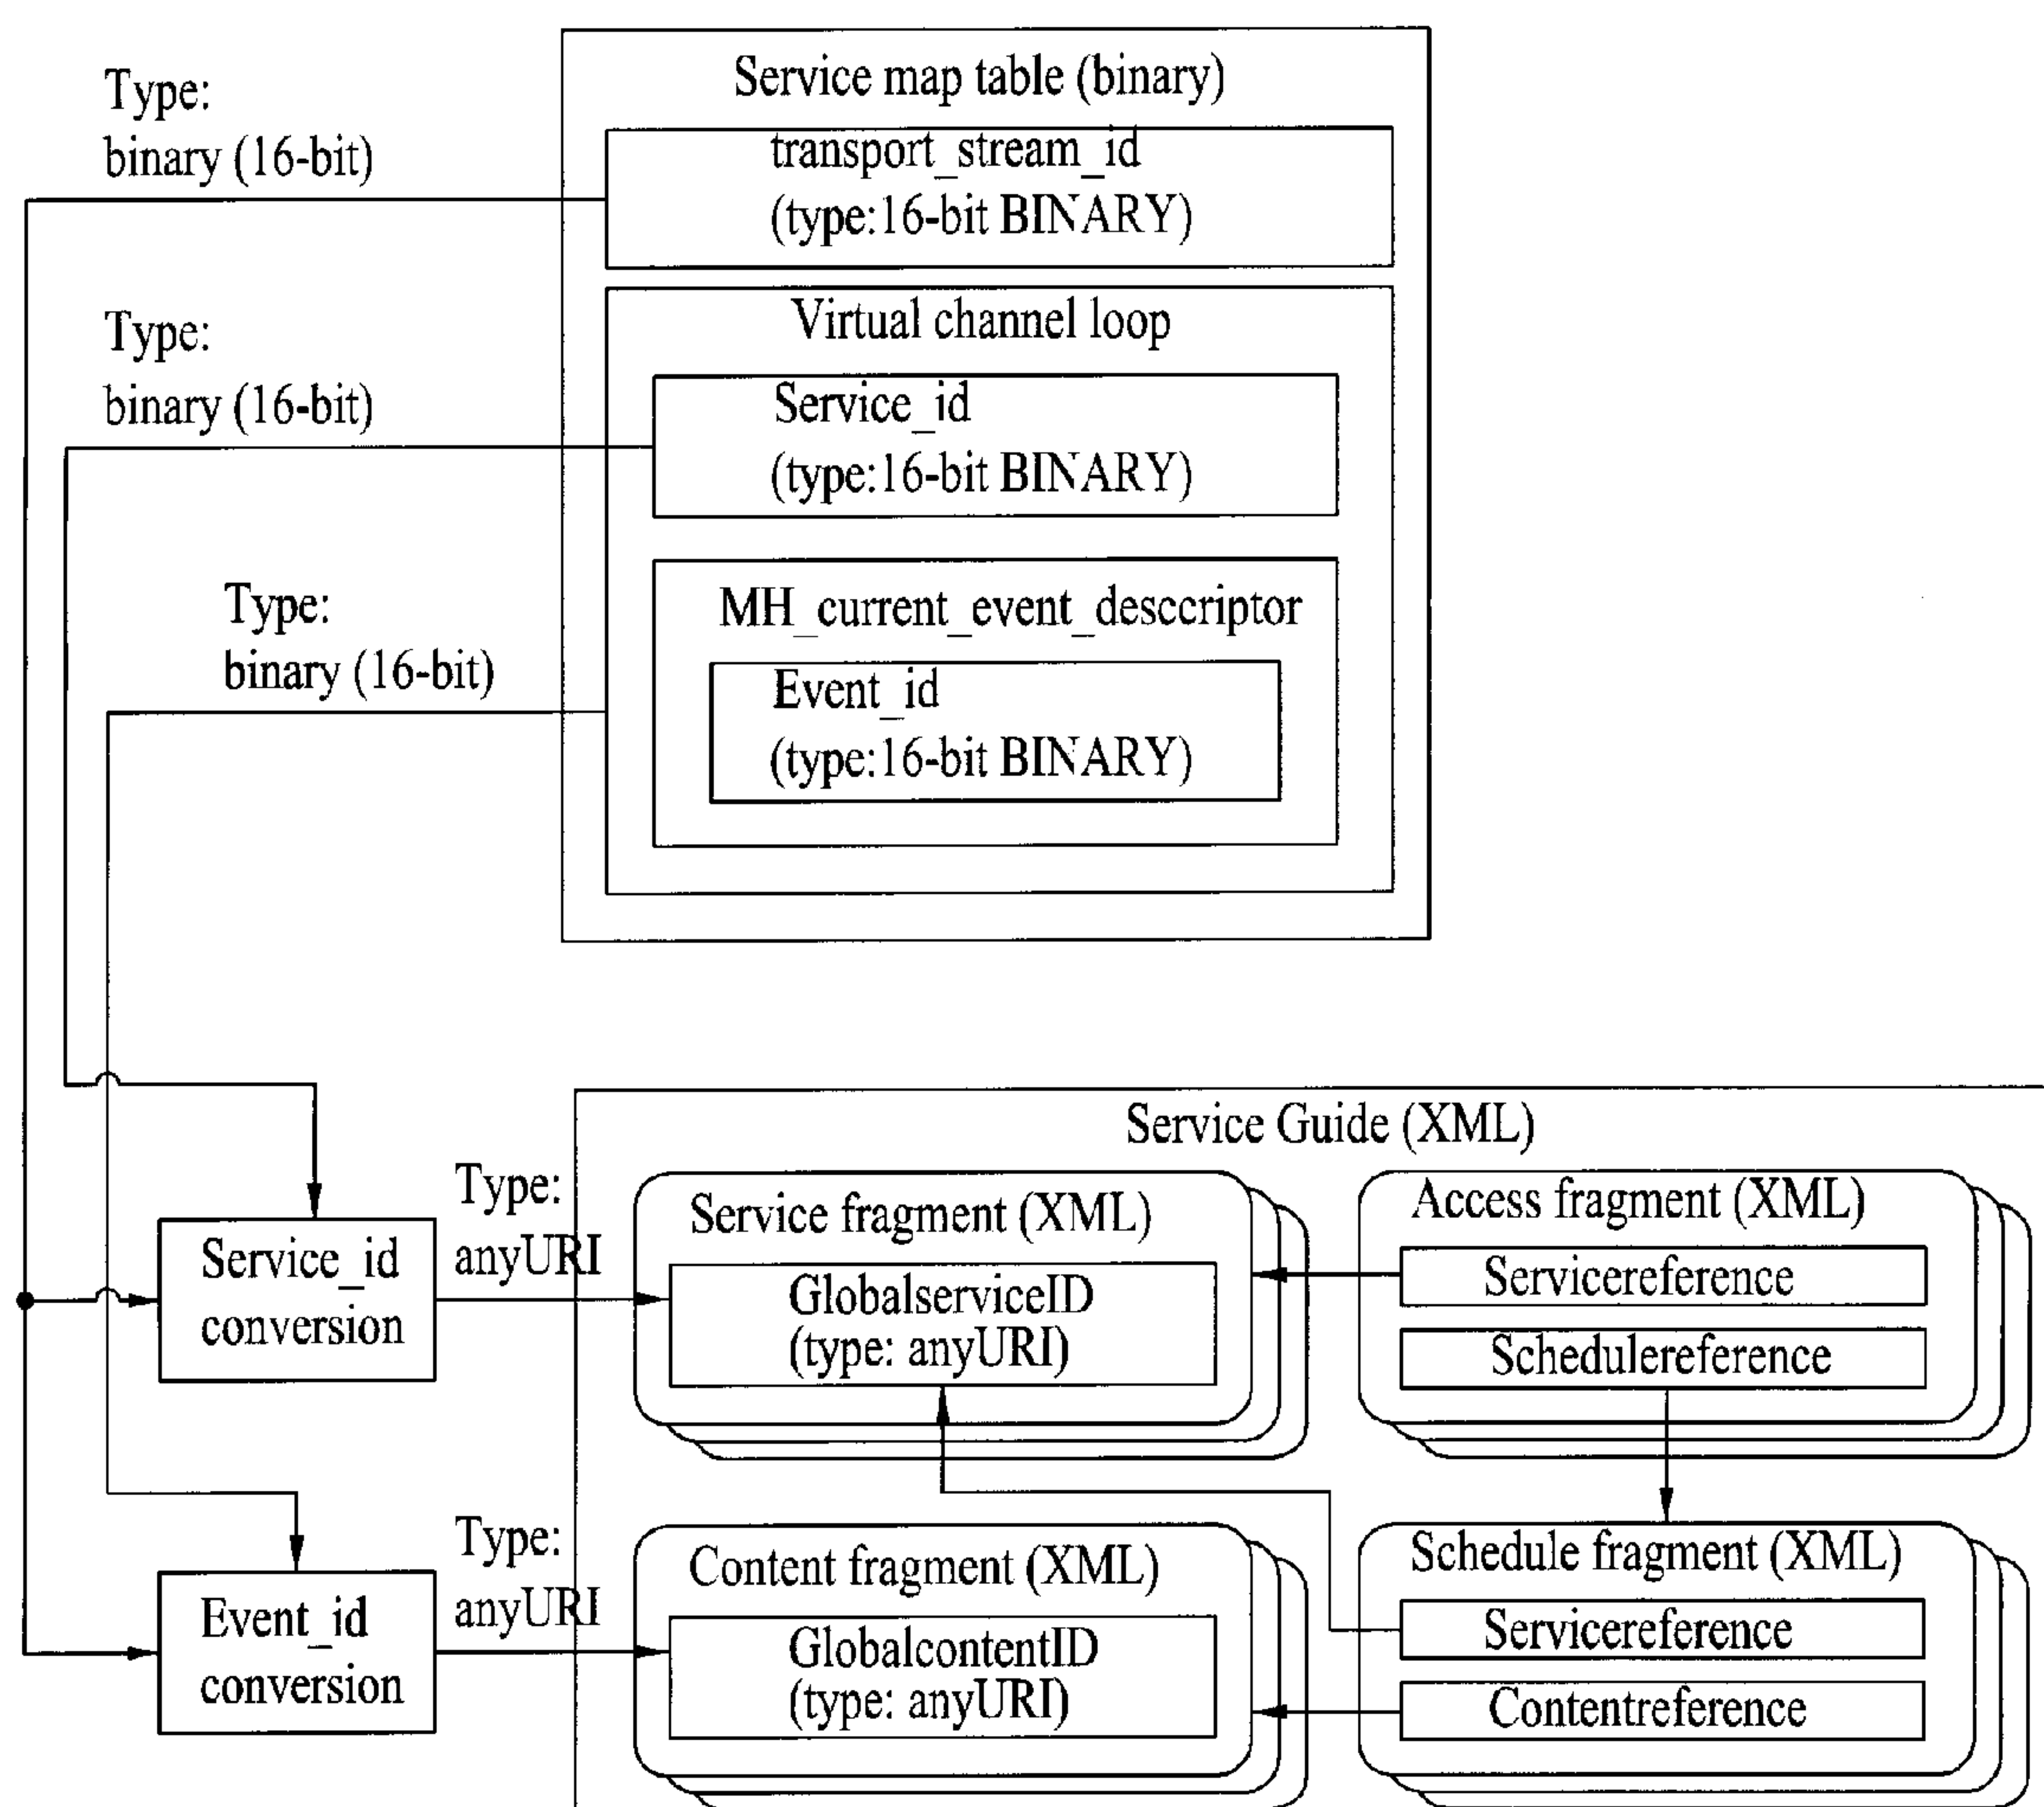 Service map table (binary)
Type:
binary (16-bit)
transport_stream_id
(type:16-bit BINARY)
Virtual channel loop
Type:
binary (16-bit)
Service_id
(type:16-bit BINARY)
Type:
binary (16-bit)
MH_current_event_desccriptor
Event_id
(type:16-bit BINARY)
Service Guide (XML)
Service_id
conversion
Type:
anyURI
Service fragment (XML)
GlobalserviceID
(type: anyURI)
Access fragment (XML)
Servicereference
Schedulereference
Event_id
conversion
Type:
anyURI
Content fragment (XML)
GlobalcontentID
(type: anyURI)
Schedule fragment (XML)
Servicereference
Contentreference